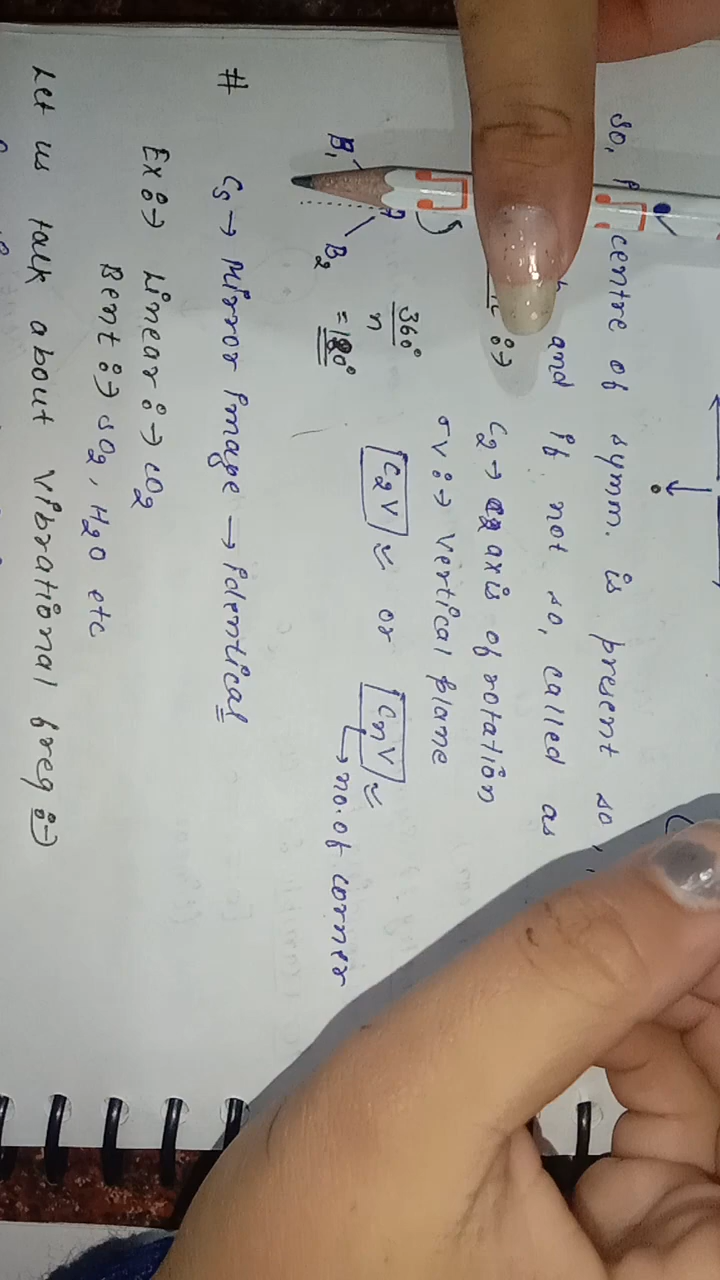 so, centre of symm. is present so,
and if not so, called as
:→ C2 → axis of rotation
σv :→ vertical plane
B1 B2
360°
n
= 180°
C2V or CnV
→ no. of corner
# Cs → Mirror image → identical
Ex :→ Linear :→ CO2
Bent :→ SO2, H2O etc
Let us talk about vibrational freq :→